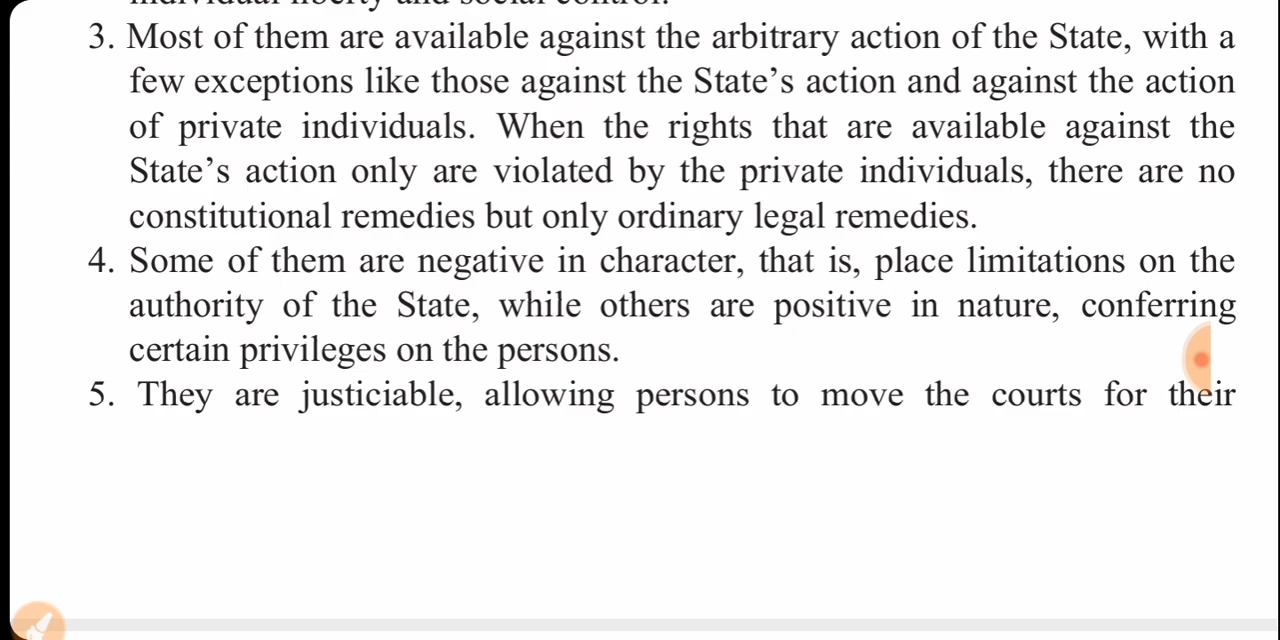 individual liberty and social control.
3. Most of them are available against the arbitrary action of the State, with a
few exceptions like those against the State’s action and against the action
of private individuals. When the rights that are available against the
State’s action only are violated by the private individuals, there are no
constitutional remedies but only ordinary legal remedies.
4. Some of them are negative in character, that is, place limitations on the
authority of the State, while others are positive in nature, conferring
certain privileges on the persons.
5. They are justiciable, allowing persons to move the courts for their